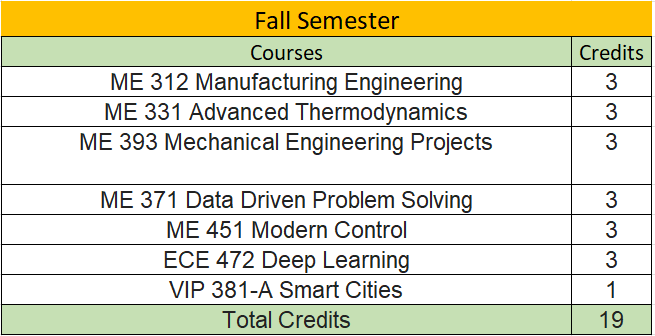 Fall Semester
Courses Credits
ME 312 Manufacturing Engineering 3
ME 331 Advanced Thermodynamics 3
ME 393 Mechanical Engineering Projects 3
ME 371 Data Driven Problem Solving 3
ME 451 Modern Control 3
ECE 472 Deep Learning 3
VIP 381-A Smart Cities 1
Total Credits 19